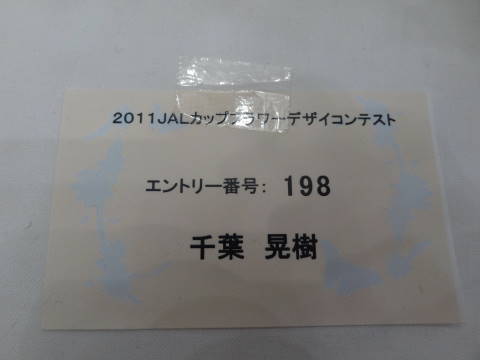 2011JALカップフラワーデザイコンテスト
エントリー番号： 198
千葉　晃樹